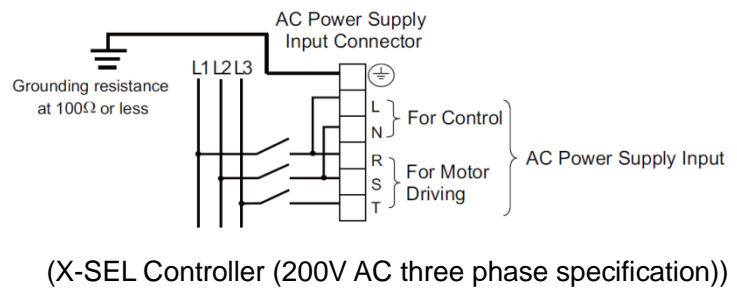 AC Power Supply
Input Connector
L1 L2 L3
Grounding resistance
at 100Ω or less
L
N
For Control
R
S
T
For Motor
Driving
AC Power Supply Input
(X-SEL Controller (200V AC three phase specification))